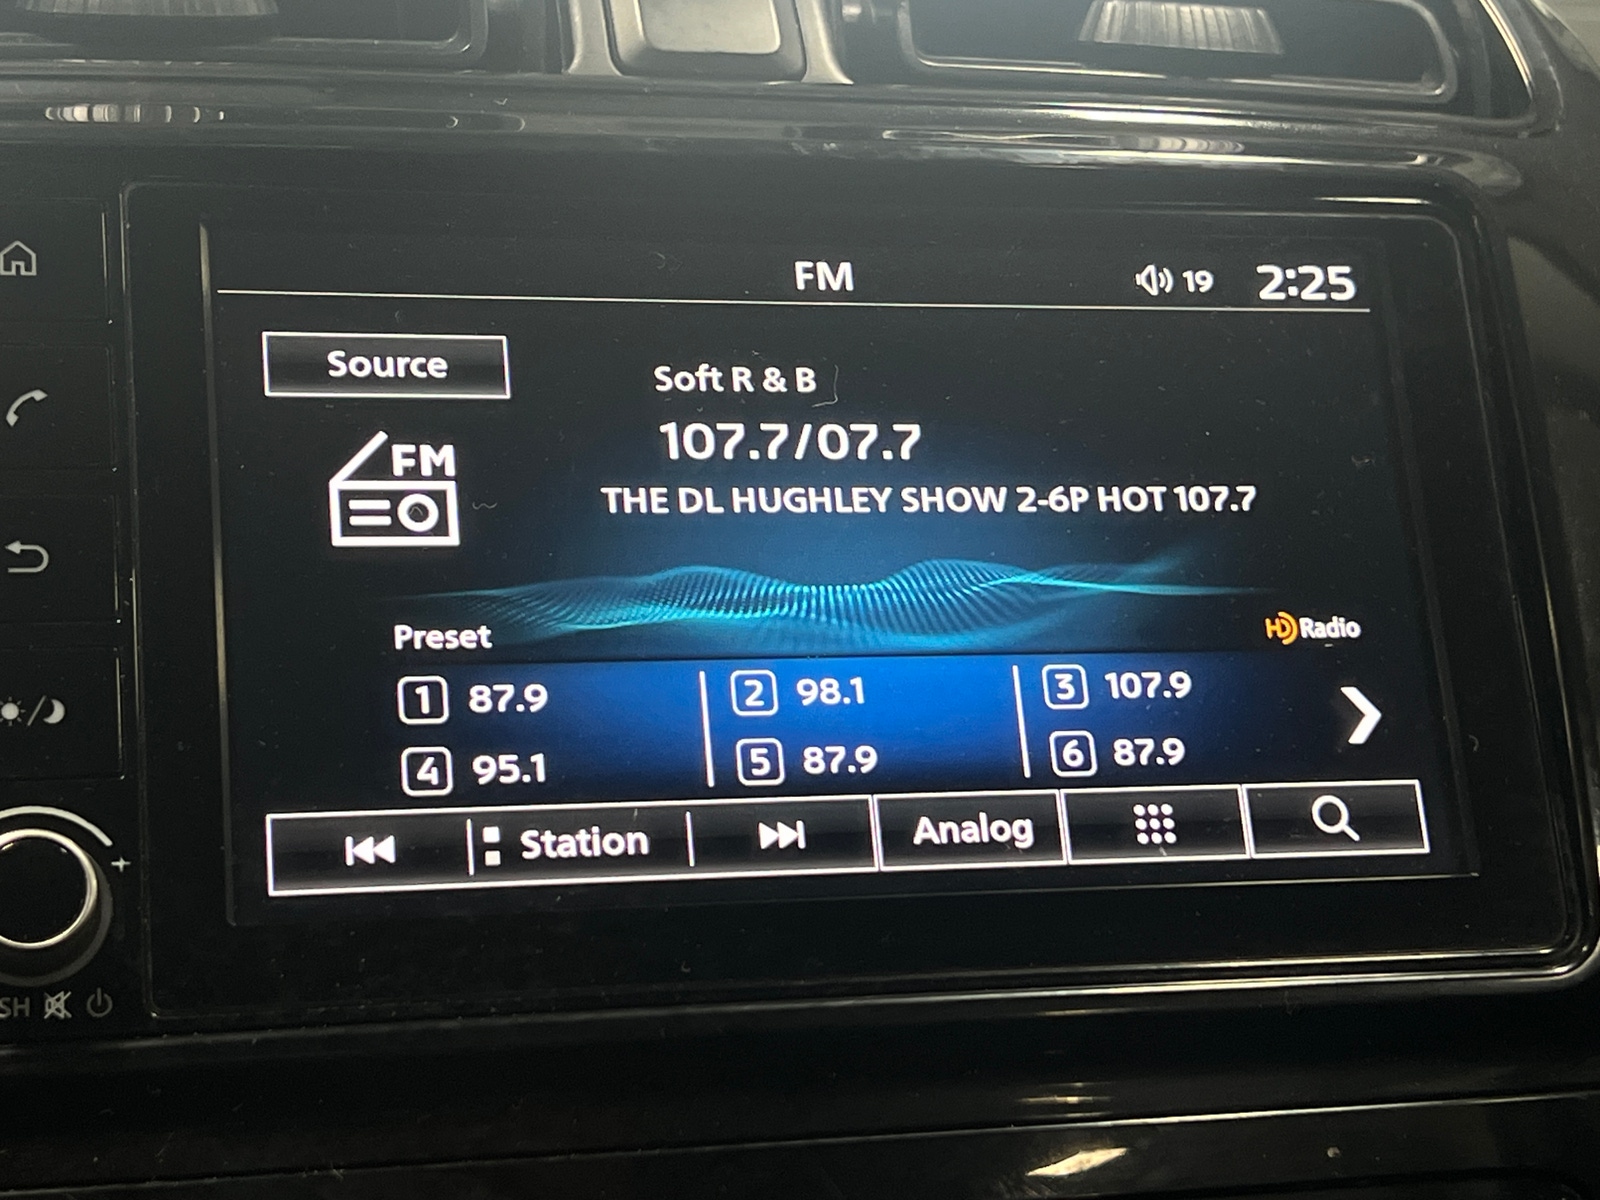 FM 19 2:25
Source
Soft R & B
107.7/07.7
FM
THE DL HUGHLEY SHOW 2-6P HOT 107.7
Preset
HD Radio
1 87.9 2 98.1 3 107.9
4 95.1 5 87.9 6 87.9
Station Analog
+
SH